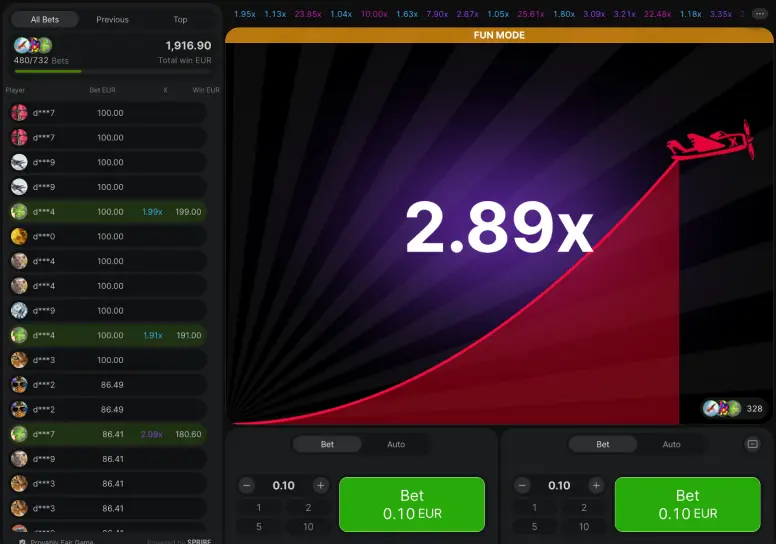 All Bets Previous Top
1.95x 1.13x 23.85x 1.04x 10.00x 1.63x 7.90x 2.87x 1.05x 25.61x 1.80x 3.09x 3.21x 22.48x 1.18x 3.35x
FUN MODE
1,916.90
480/732 Bets Total win EUR
Player Bet EUR X Win EUR
d***7 100.00
d***7 100.00
d***9 100.00
d***9 100.00
d***4 100.00 1.99x 199.00
d***0 100.00
d***4 100.00
d***4 100.00
d***9 100.00
d***4 100.00 1.91x 191.00
d***3 100.00
d***2 86.49
d***2 86.49
d***7 86.41 2.09x 180.60
d***9 86.41
d***3 86.41
d***3 86.41
86.41
Provably Fair Game Powered by SPRIBE
2.89x
X
328
Bet Auto
0.10
1 2
5 10
Bet
0.10 EUR
Bet Auto
0.10
1 2
5 10
Bet
0.10 EUR